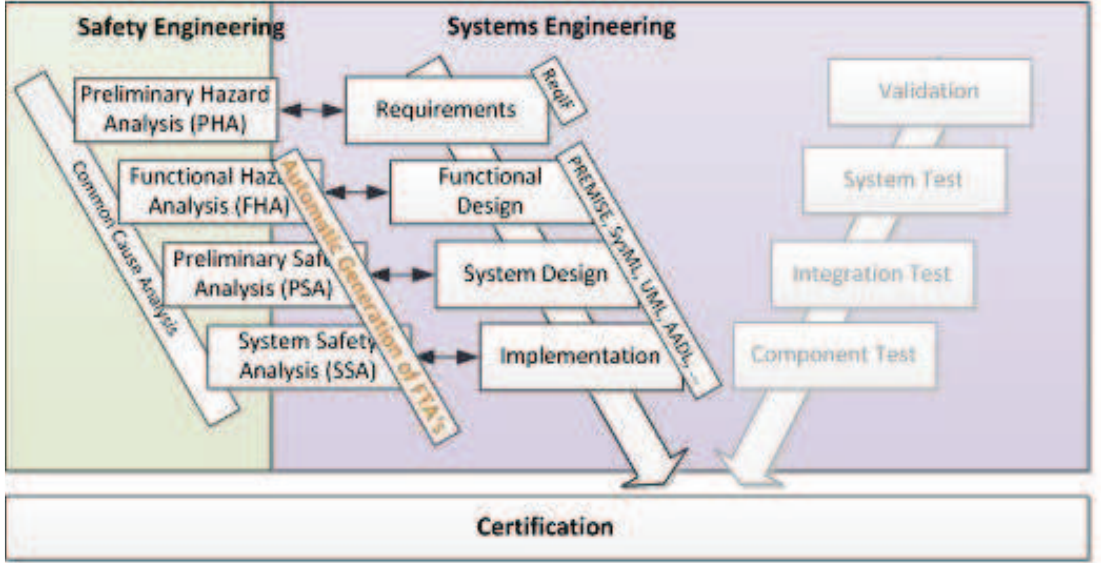 Safety Engineering
Systems Engineering
Preliminary Hazard
Analysis (PHA)
Requirements
ReqIF
Validation
Common Cause Analysis
Functional Haza
Analysis (FHA)
Automatic Generation of FTA's
Functional
Design
PREMISE, SysML, UML, AADL, ..
System Test
Preliminary Safe
Analysis (PSA)
System Design
Integration Test
System Safety
Analysis (SSA)
Implementation
Component Test
Certification